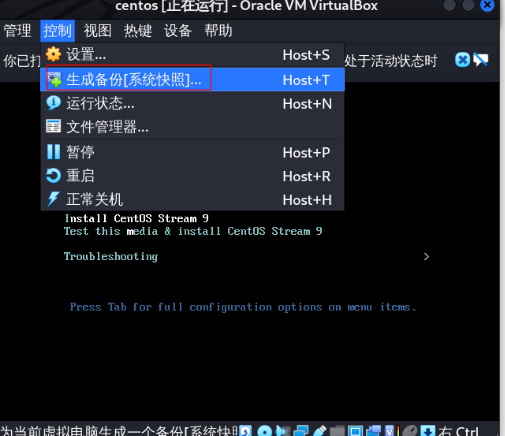 centos [正在运行] - Oracle VM VirtualBox
管理 控制 视图 热键 设备 帮助
你已打
处于活动状态时
设置... Host+S
生成备份[系统快照]... Host+T
运行状态... Host+N
文件管理器...
暂停 Host+P
重启 Host+R
正常关机 Host+H
Install CentOS Stream 9
Test this media & install CentOS Stream 9
Troubleshooting >
Press Tab for full configuration options on menu items.
为当前虚拟电脑生成一个备份[系统快照 右 Ctrl